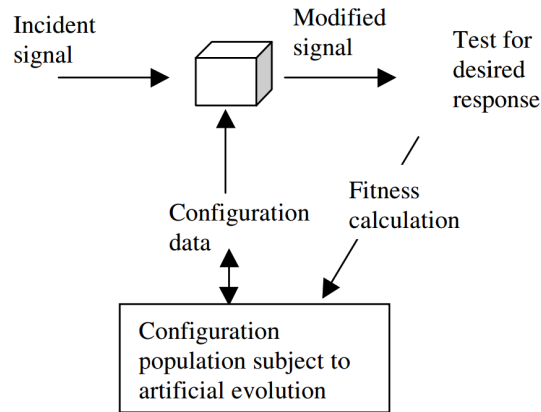 Incident
signal
Modified
signal
Test for
desired
response
Fitness
calculation
Configuration
data
Configuration
population subject to
artificial evolution